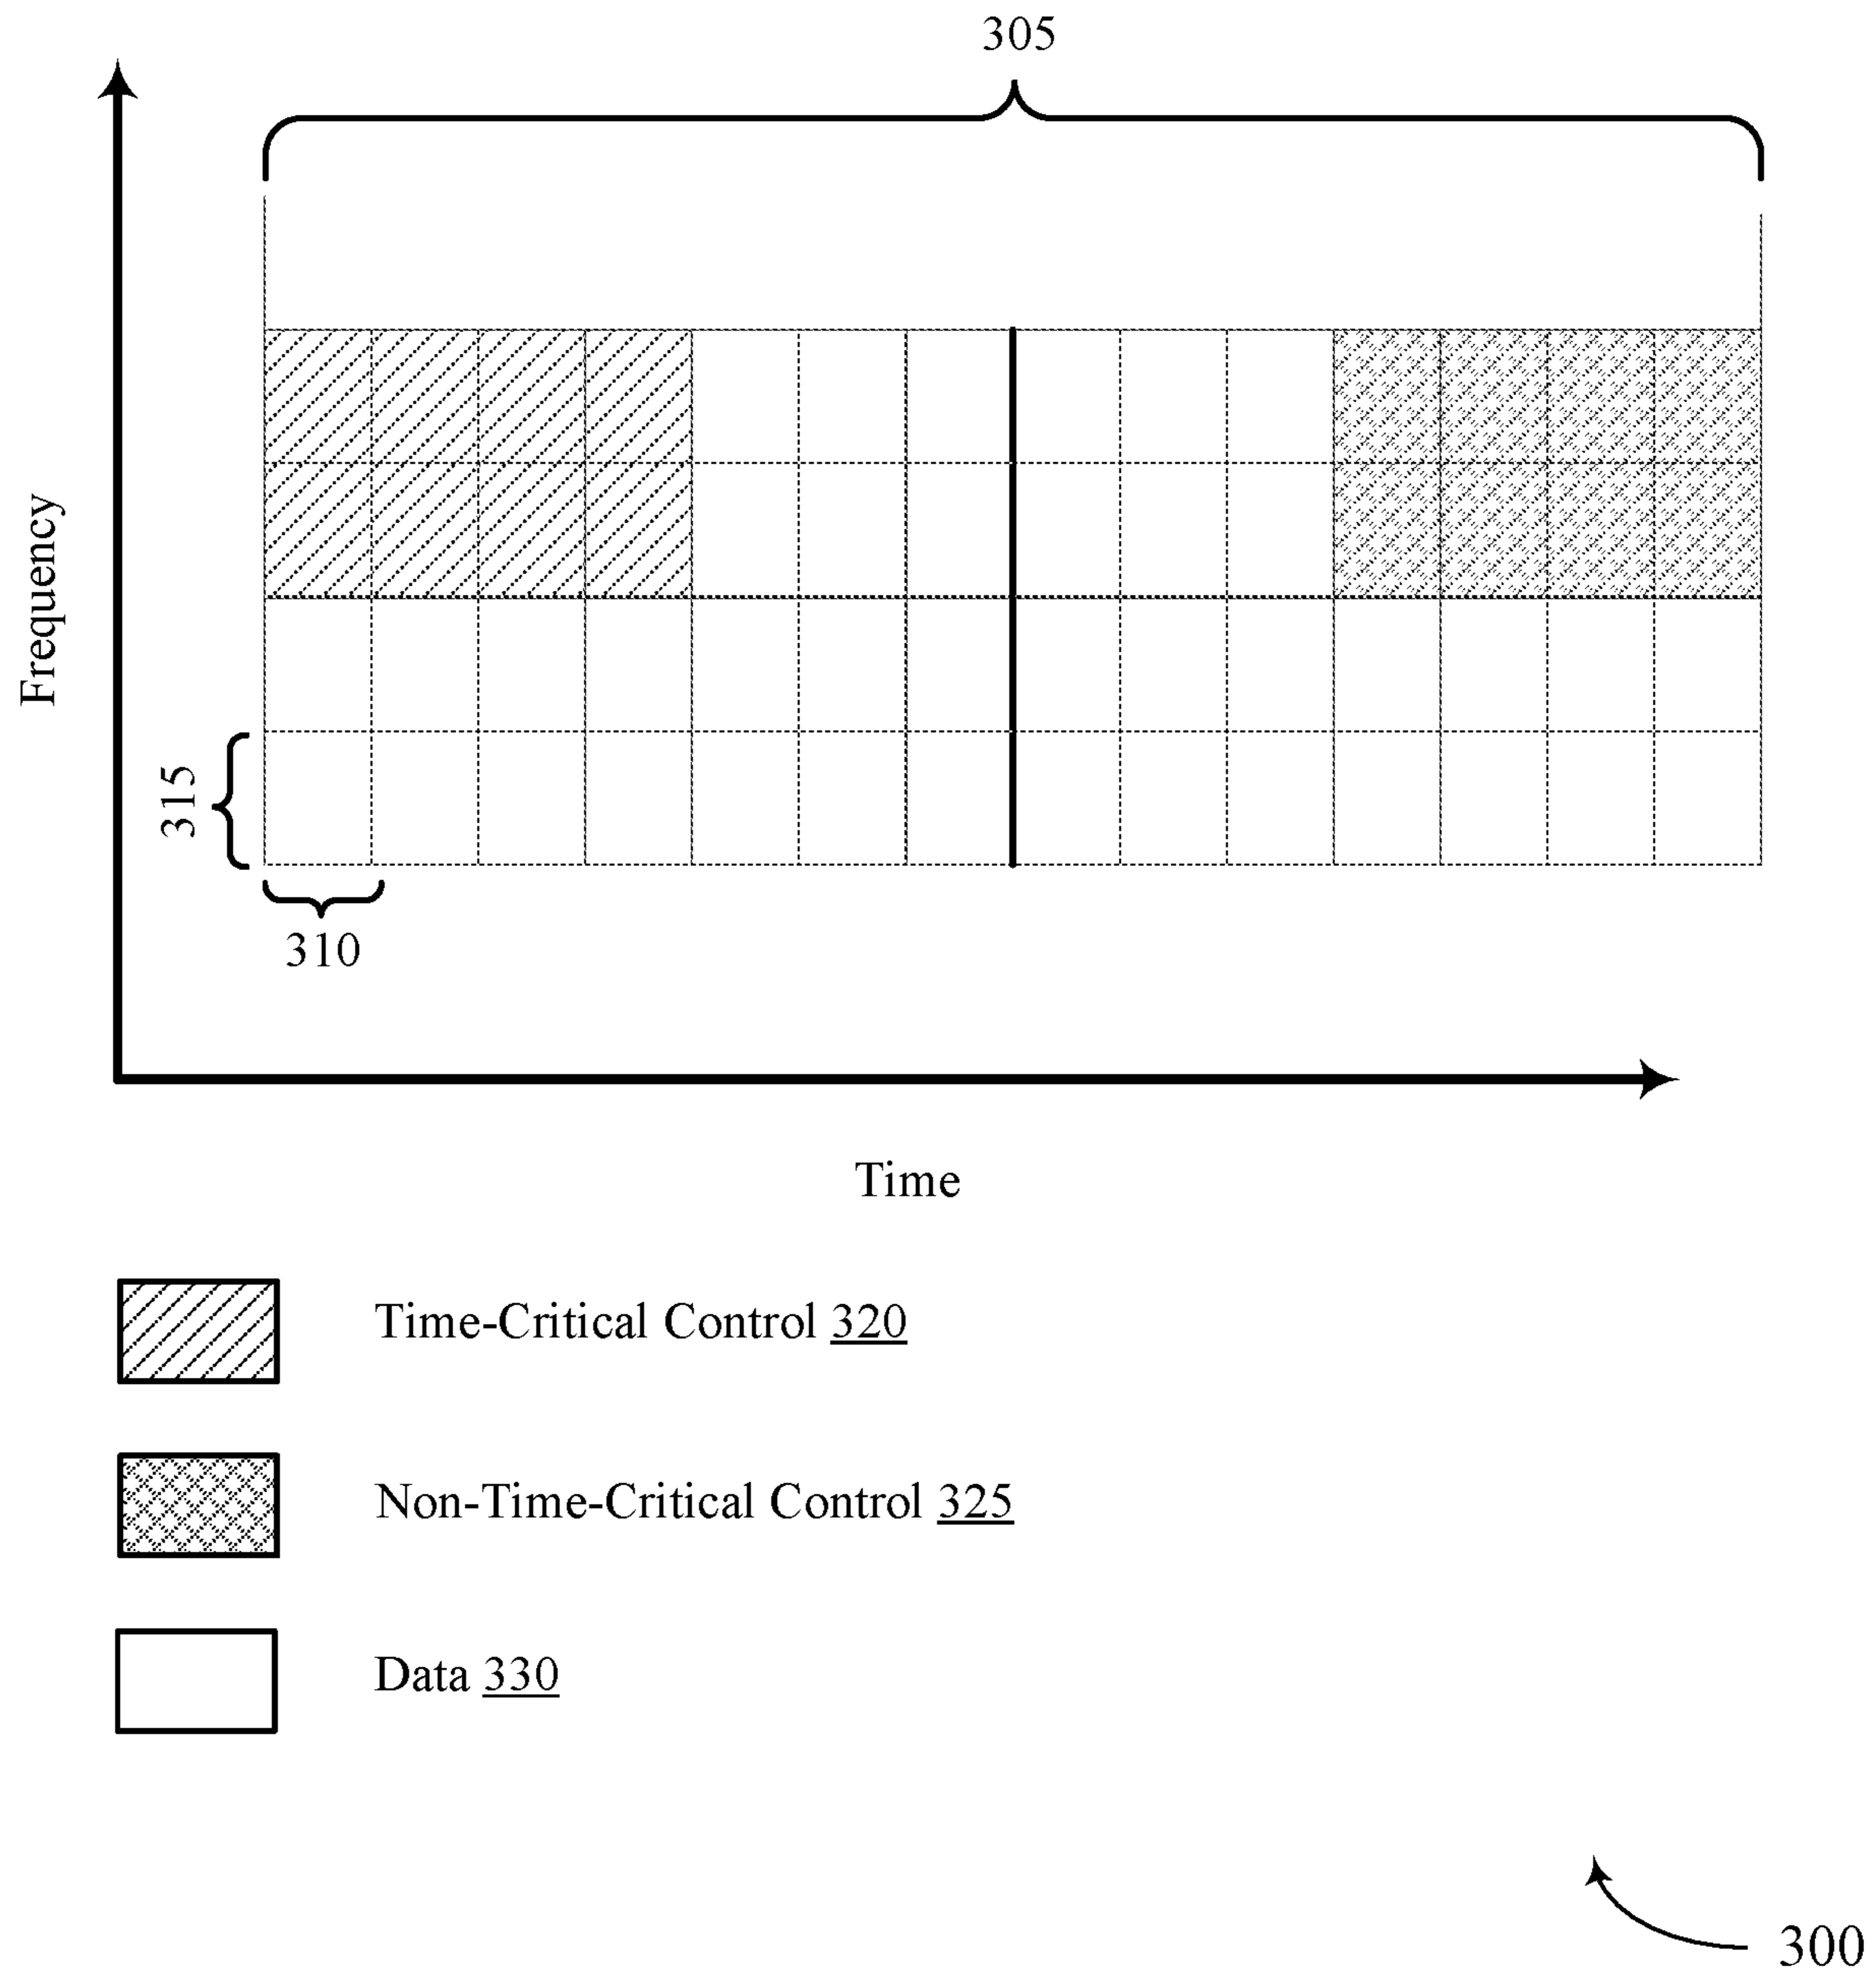 305
Frequency
315
310
Time
Time-Critical Control 320
Non-Time-Critical Control 325
Data 330
300